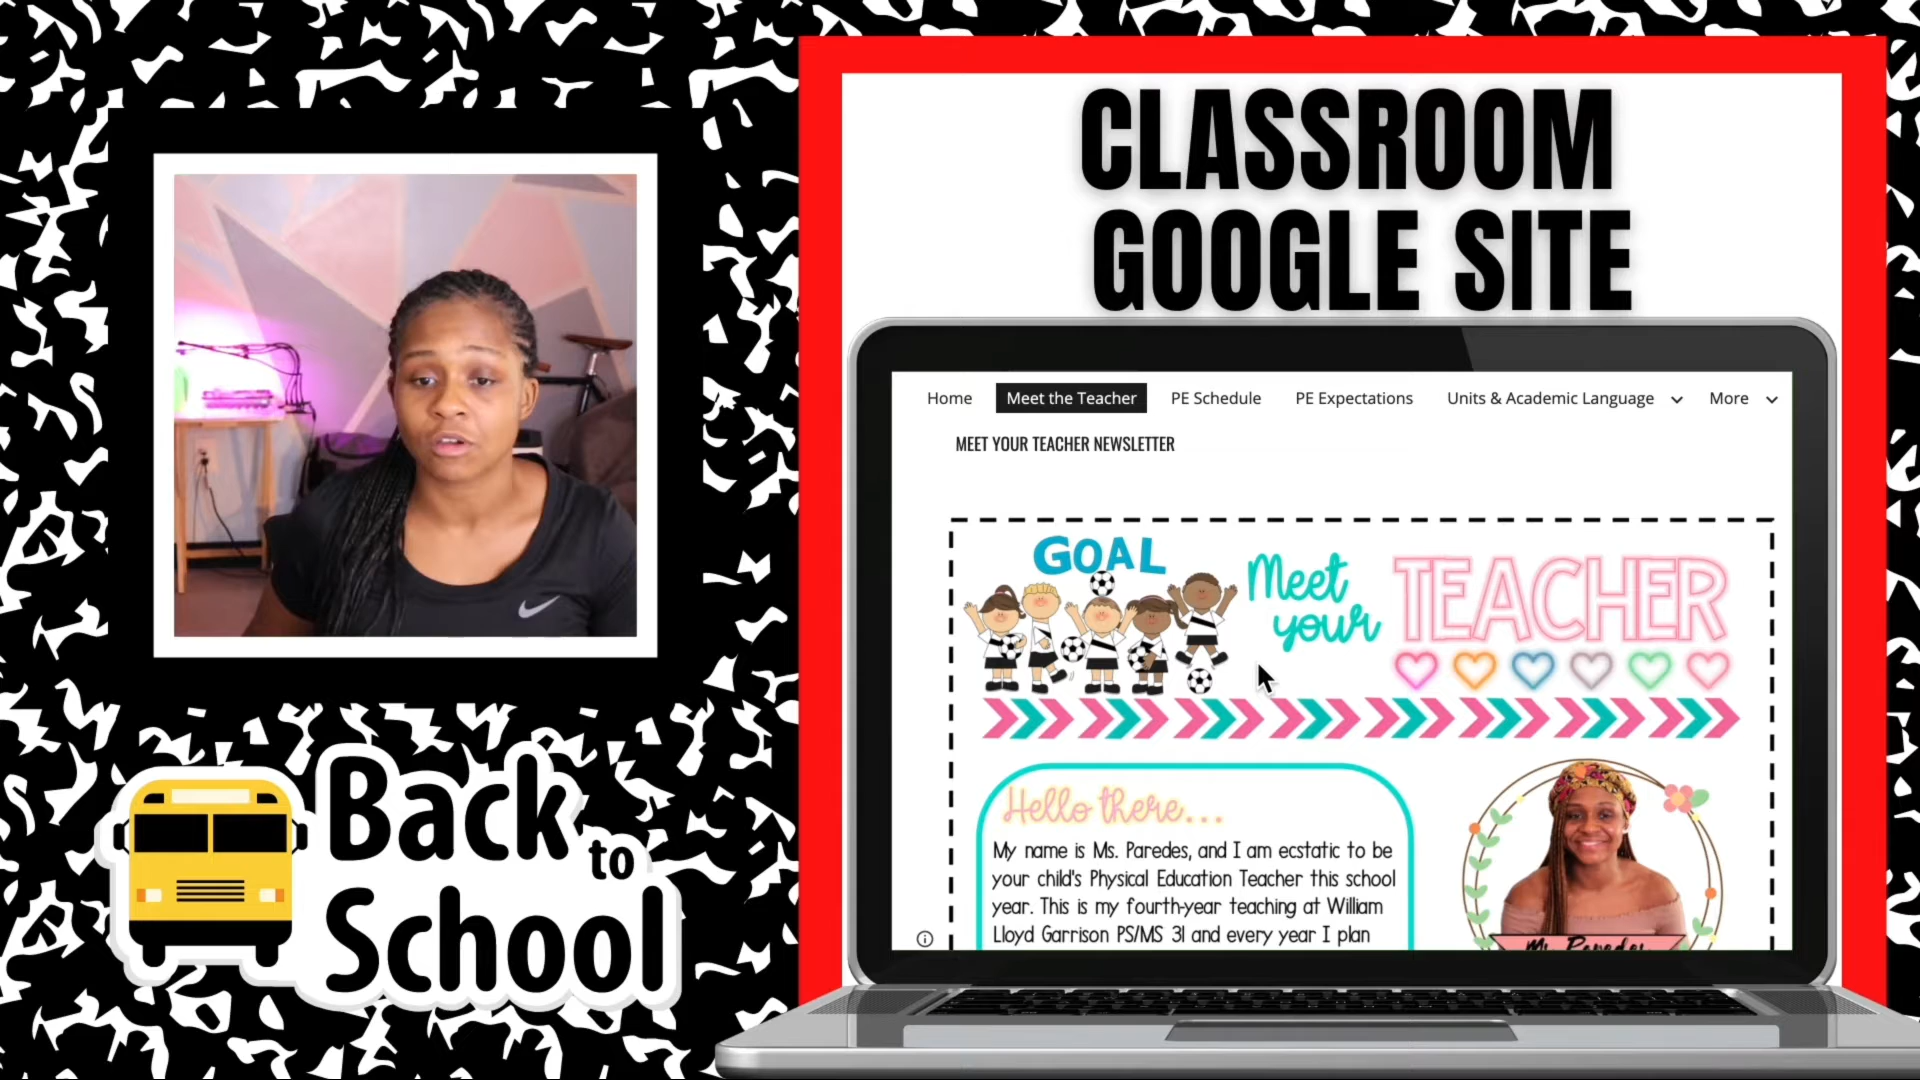 CLASSROOM
GOOGLE SITE
Home Meet the Teacher PE Schedule PE Expectations Units & Academic Language More
MEET YOUR TEACHER NEWSLETTER
GOAL
Meet
your
TEACHER
Hello there...
My name is Ms. Paredes, and I am ecstatic to be
your child's Physical Education Teacher this school
year. This is my fourth-year teaching at William
Lloyd Garrison PS/MS 31 and every year I plan
Ms. Paredes
Back
to
School